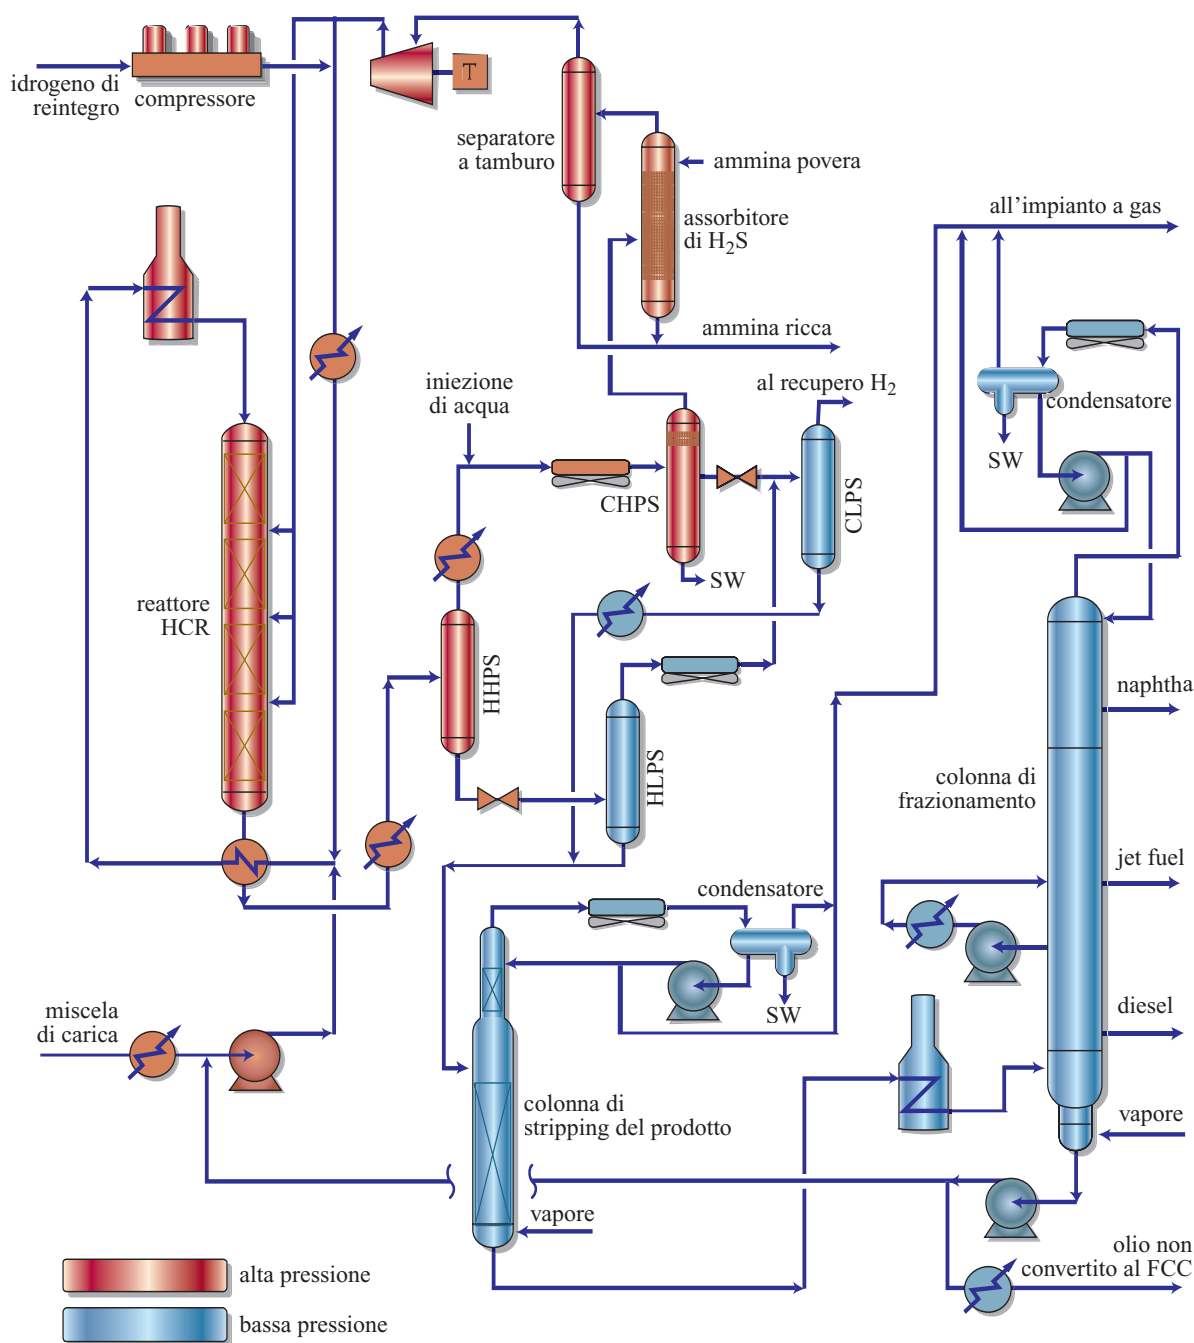 idrogeno di
reintegro
compressore
T
separatore
a tamburo
ammina povera
assorbitore
di H₂S
all'impianto a gas
ammina ricca
iniezione
di acqua
al recupero H₂
condensatore
SW
CHPS
CLPS
SW
reattore
HCR
HHPS
HLPS
naphtha
colonna di
frazionamento
jet fuel
condensatore
SW
diesel
miscela
di carica
colonna di
stripping del prodotto
vapore
vapore
olio non
convertito al FCC
alta pressione
bassa pressione